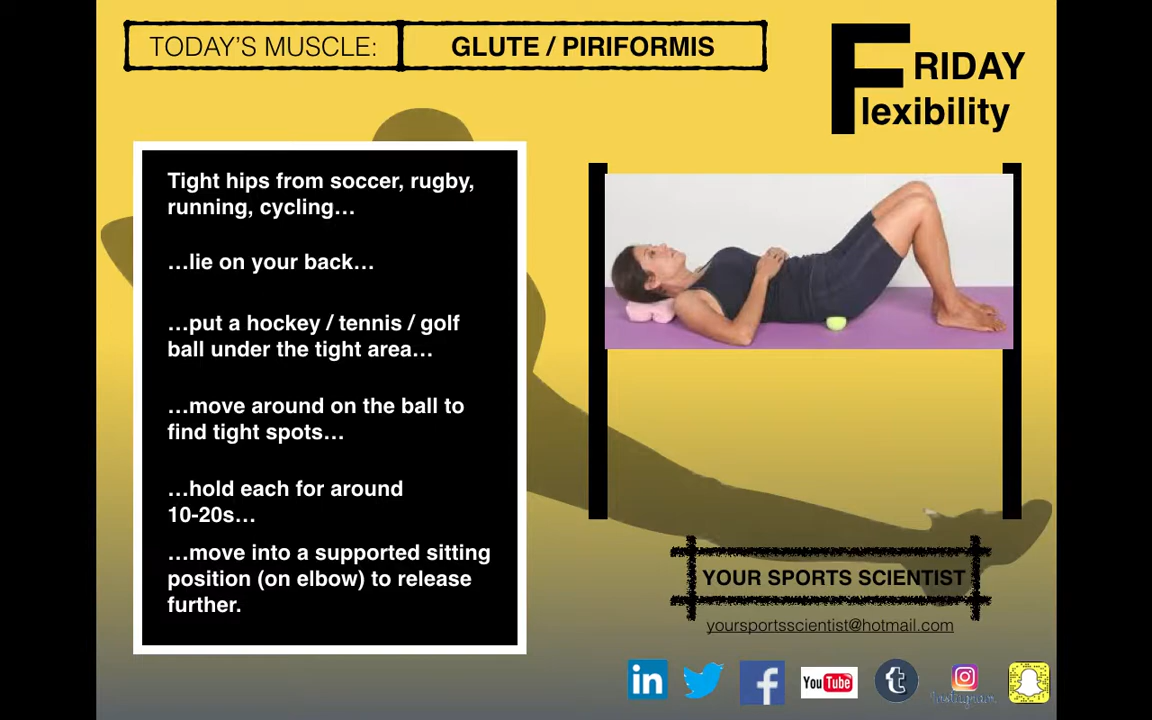 TODAY'S MUSCLE:
GLUTE / PIRIFORMIS
FRIDAY
Flexibility
Tight hips from soccer, rugby,
running, cycling…
…lie on your back…
…put a hockey / tennis / golf
ball under the tight area…
…move around on the ball to
find tight spots…
…hold each for around
10-20s…
…move into a supported sitting
position (on elbow) to release
further.
YOUR SPORTS SCIENTIST
yoursportsscientist@hotmail.com
in
f
You Tube
t
Instagram